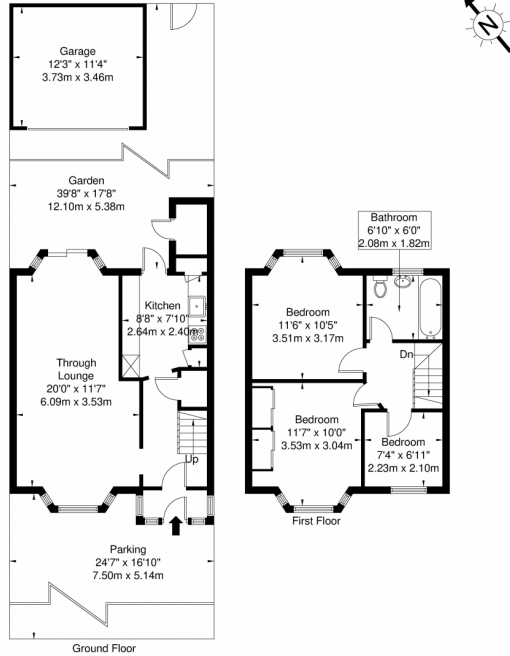 N
Garage
12'3" x 11'4"
3.73m x 3.46m
Garden
39'8" x 17'8"
12.10m x 5.38m
Kitchen
8'8" x 7'10"
2.64m x 2.40m
Through
Lounge
20'0" x 11'7"
6.09m x 3.53m
Up
Parking
24'7" x 16'10"
7.50m x 5.14m
Ground Floor
Bathroom
6'10" x 6'0"
2.08m x 1.82m
Bedroom
11'6" x 10'5"
3.51m x 3.17m
Dn
Bedroom
11'7" x 10'0"
3.53m x 3.04m
Bedroom
7'4" x 6'11"
2.23m x 2.10m
First Floor